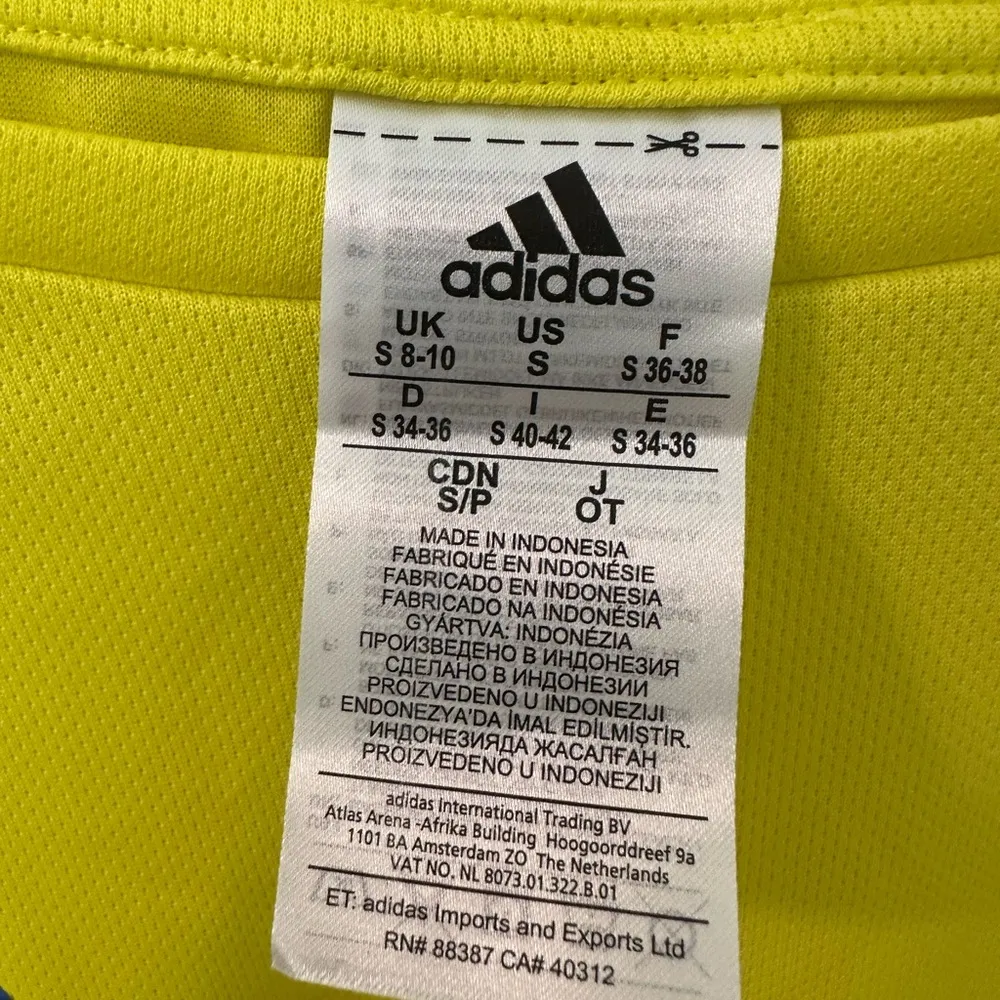 adidas
UK US F
S 8-10 S S 36-38
D I E
S 34-36 S 40-42 S 34-36
CDN J
S/P OT
MADE IN INDONESIA
FABRIQUÉ EN INDONÉSIE
FABRICADO EN INDONESIA
FABRICADO NA INDONÉSIA
GYÁRTVA: INDONÉZIA
ПРОИЗВЕДЕНО В ИНДОНЕЗИЯ
СДЕЛАНО В ИНДОНЕЗИИ
PROIZVEDENO U INDONEZIJI
ENDONEZYA'DA İMAL EDİLMİŞTİR.
ИНДОНЕЗИЯДА ЖАСАЛҒАН
PROIZVEDENO U INDONEZIJI
adidas International Trading BV
Atlas Arena -Afrika Building Hoogoorddreef 9a
1101 BA Amsterdam ZO The Netherlands
VAT NO. NL 8073.01.322.B.01
ET: adidas Imports and Exports Ltd
RN# 88387 CA# 40312